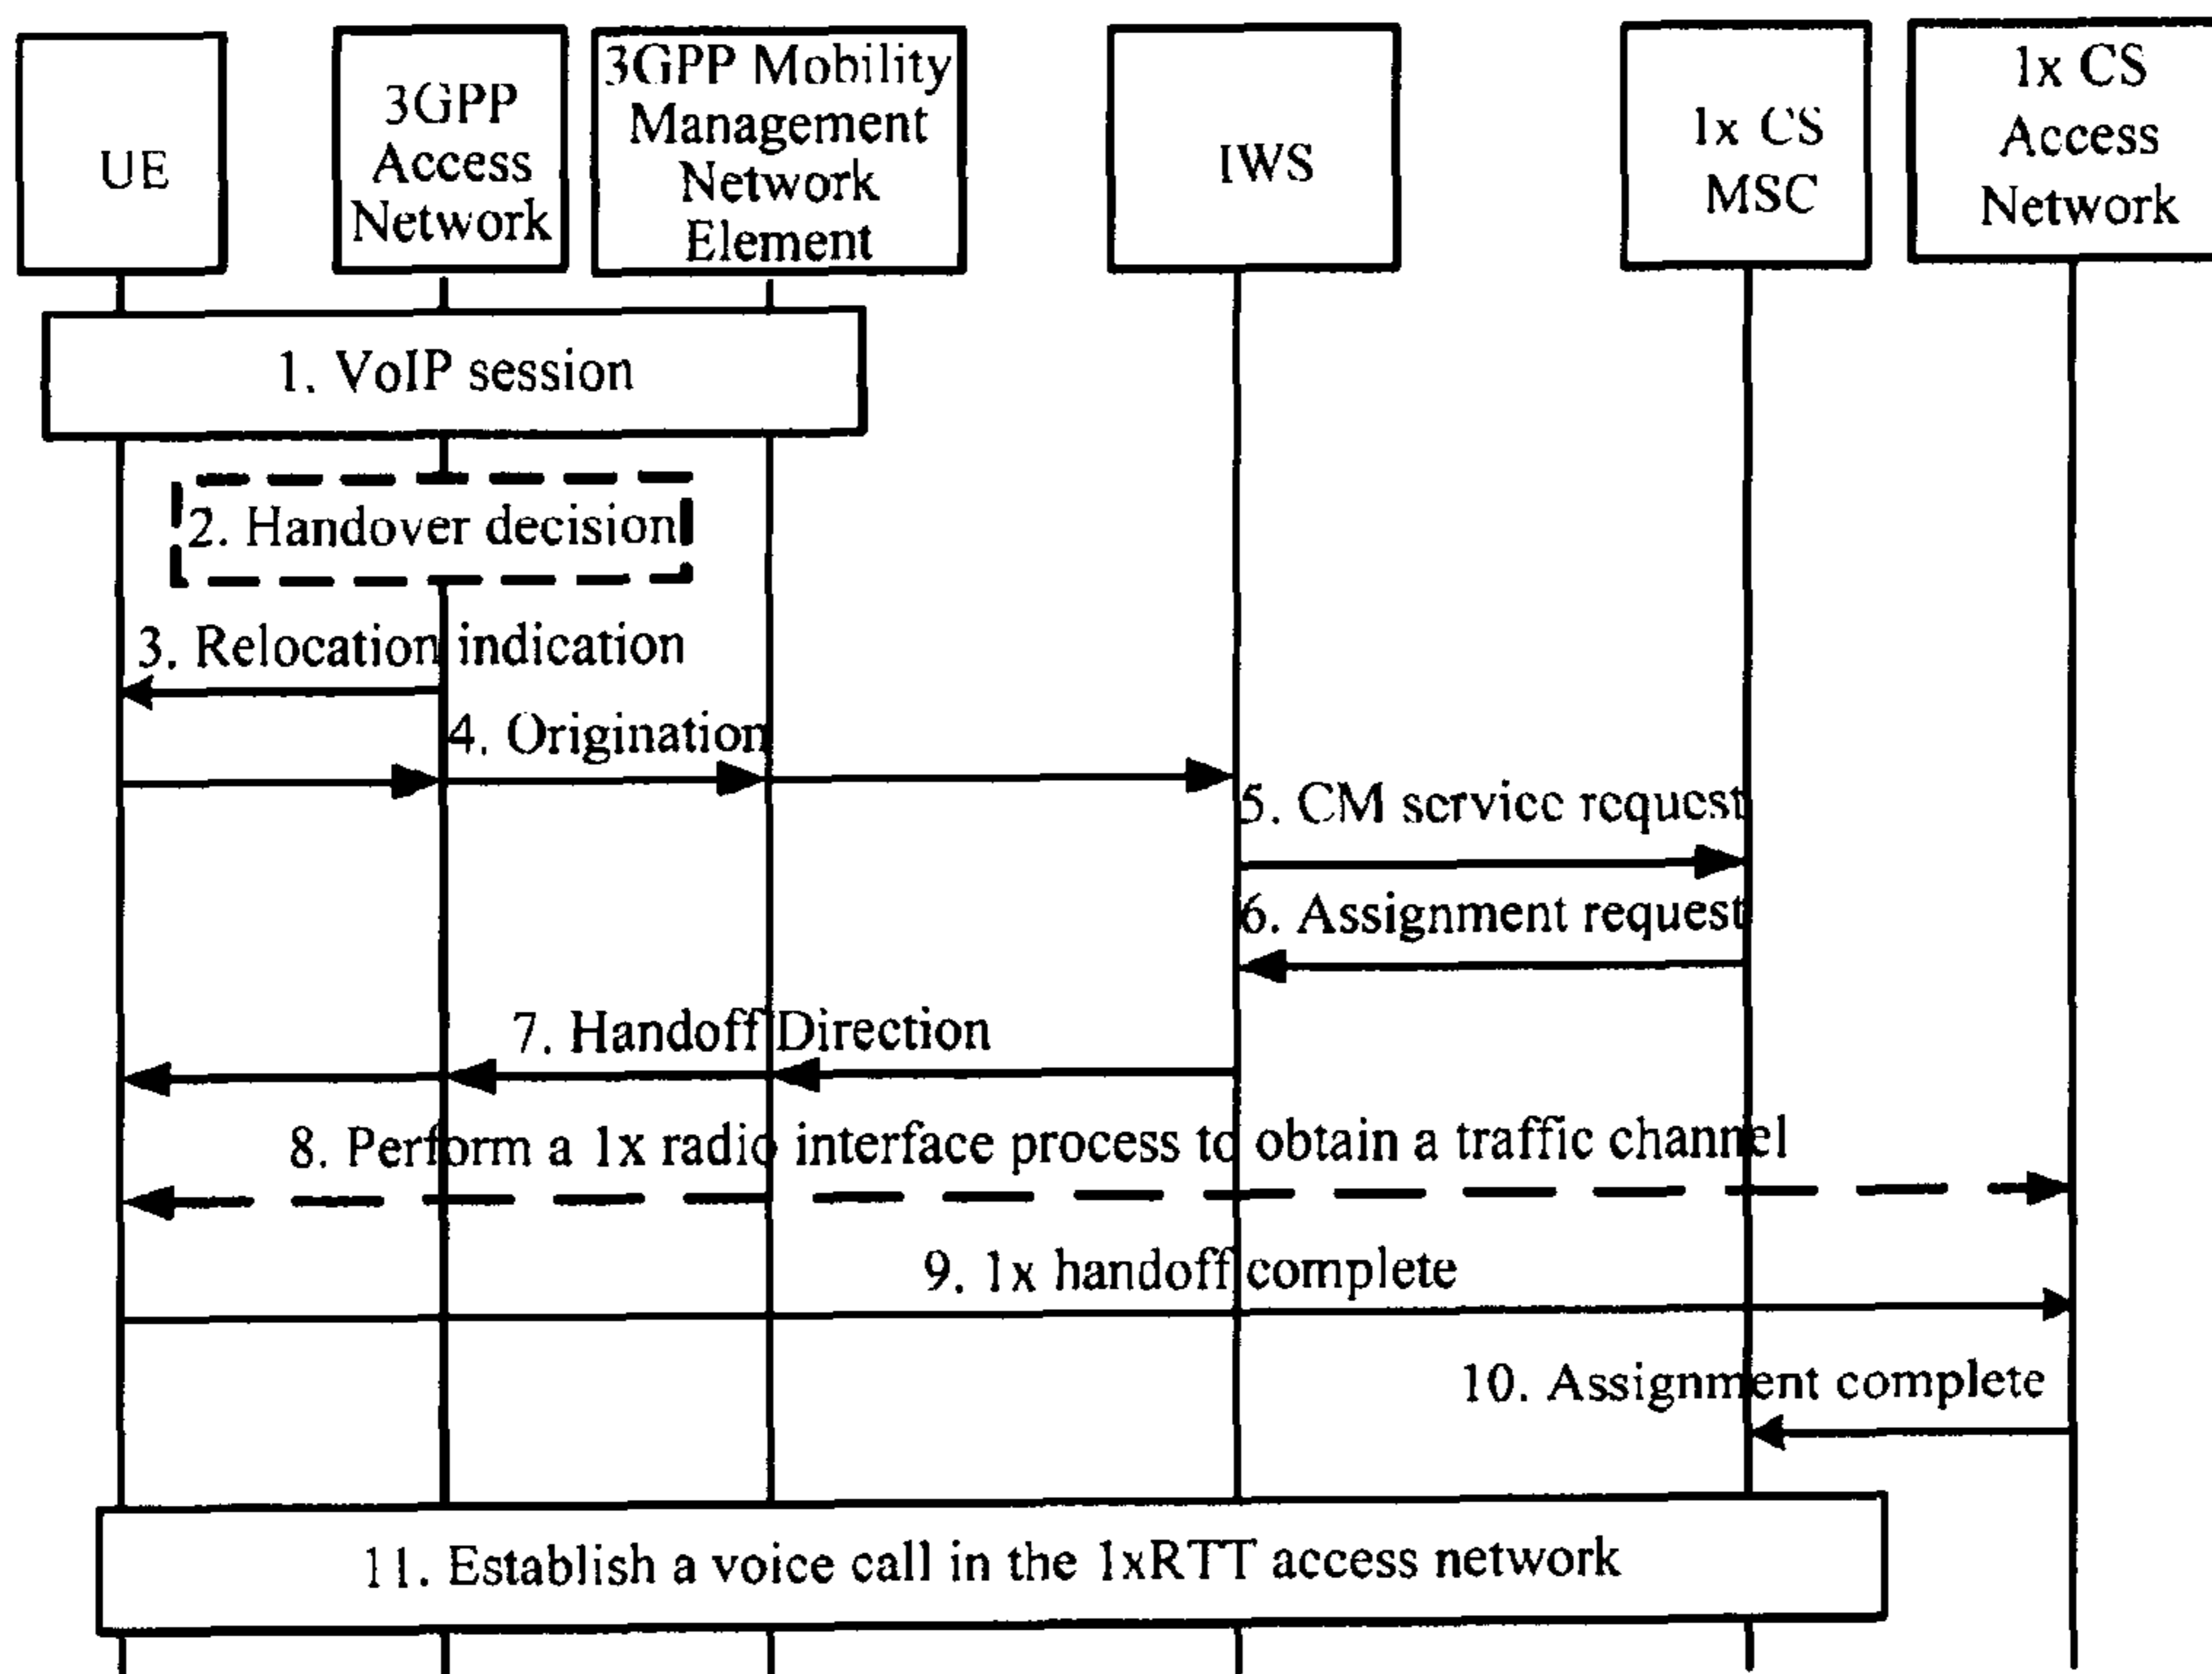 UE
3GPP
Access
Network
3GPP Mobility
Management
Network
Element
IWS
1x CS
MSC
1x CS
Access
Network
1. VoIP session
2. Handover decision
3. Relocation indication
4. Origination
5. CM service request
6. Assignment request
7. Handoff Direction
8. Perform a 1x radio interface process to obtain a traffic channel
9. 1x handoff complete
10. Assignment complete
11. Establish a voice call in the 1xRTT access network